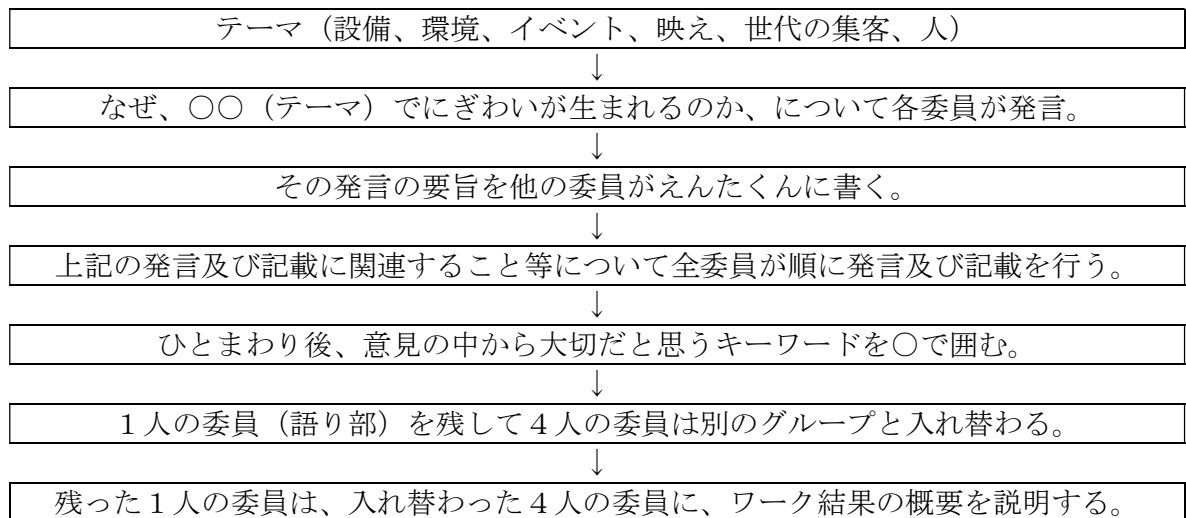 テーマ（設備、環境、イベント、映え、世代の集客、人）
↓
なぜ、○○（テーマ）でにぎわいが生まれるのか、について各委員が発言。
↓
その発言の要旨を他の委員がえんたくんに書く。
↓
上記の発言及び記載に関連すること等について全委員が順に発言及び記載を行う。
↓
ひとまわり後、意見の中から大切だと思うキーワードを○で囲む。
↓
１人の委員（語り部）を残して４人の委員は別のグループと入れ替わる。
↓
残った１人の委員は、入れ替わった４人の委員に、ワーク結果の概要を説明する。